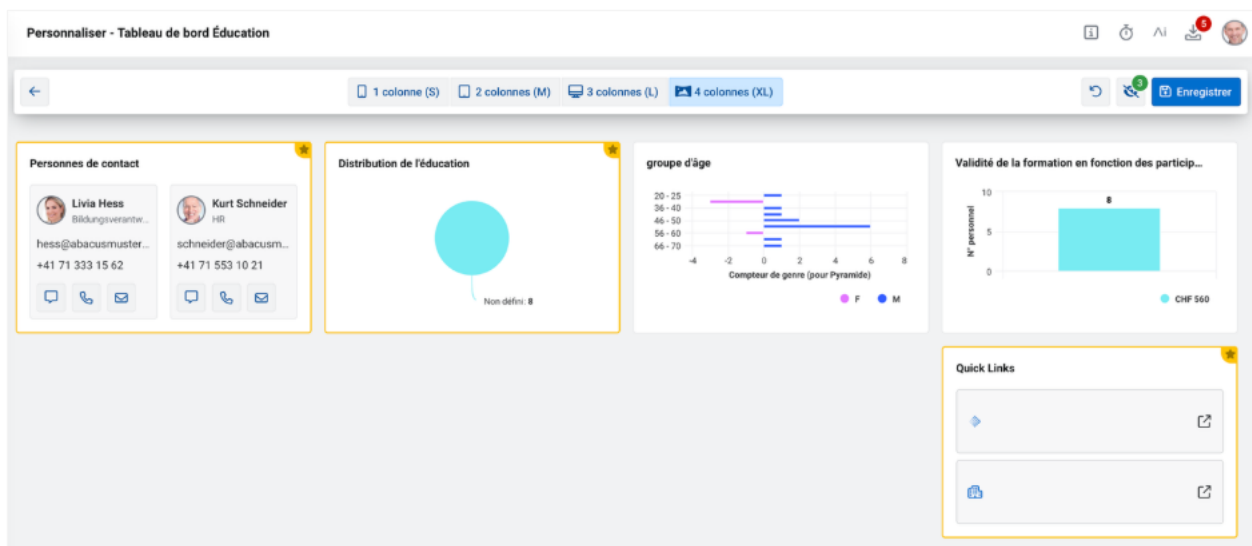 Personnaliser - Tableau de bord Éducation
5
1 colonne (S)
2 colonnes (M)
3 colonnes (L)
4 colonnes (XL)
3
Enregistrer
Personnes de contact
Livia Hess
Bildungsverantw...
hess@abacusmuster...
+41 71 333 15 62
Kurt Schneider
HR
schneider@abacusm...
+41 71 553 10 21
Distribution de l'éducation
Non défini: 8
groupe d'âge
20 - 25
36 - 40
46 - 50
56 - 60
66 - 70
-4 -2 0 2 4 6 8
Compteur de genre (pour Pyramide)
F M
Validité de la formation en fonction des particip...
N° personnel
10
5
0
8
CHF 560
Quick Links